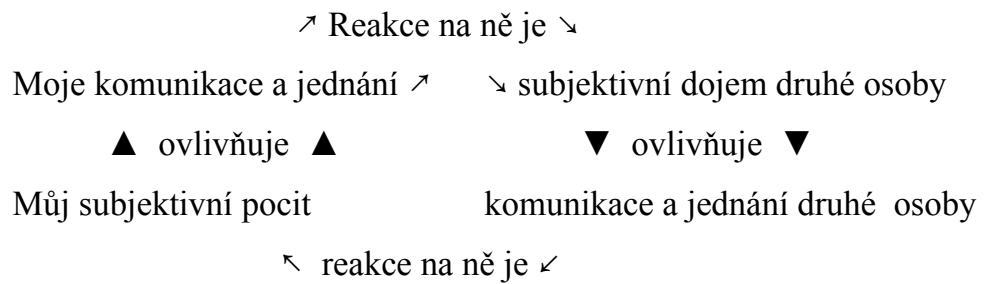 ↗ Reakce na ně je ↘
Moje komunikace a jednání ↗ ↘ subjektivní dojem druhé osoby
▲ ovlivňuje ▲ ▼ ovlivňuje ▼
Můj subjektivní pocit komunikace a jednání druhé osoby
↖ reakce na ně je ↙